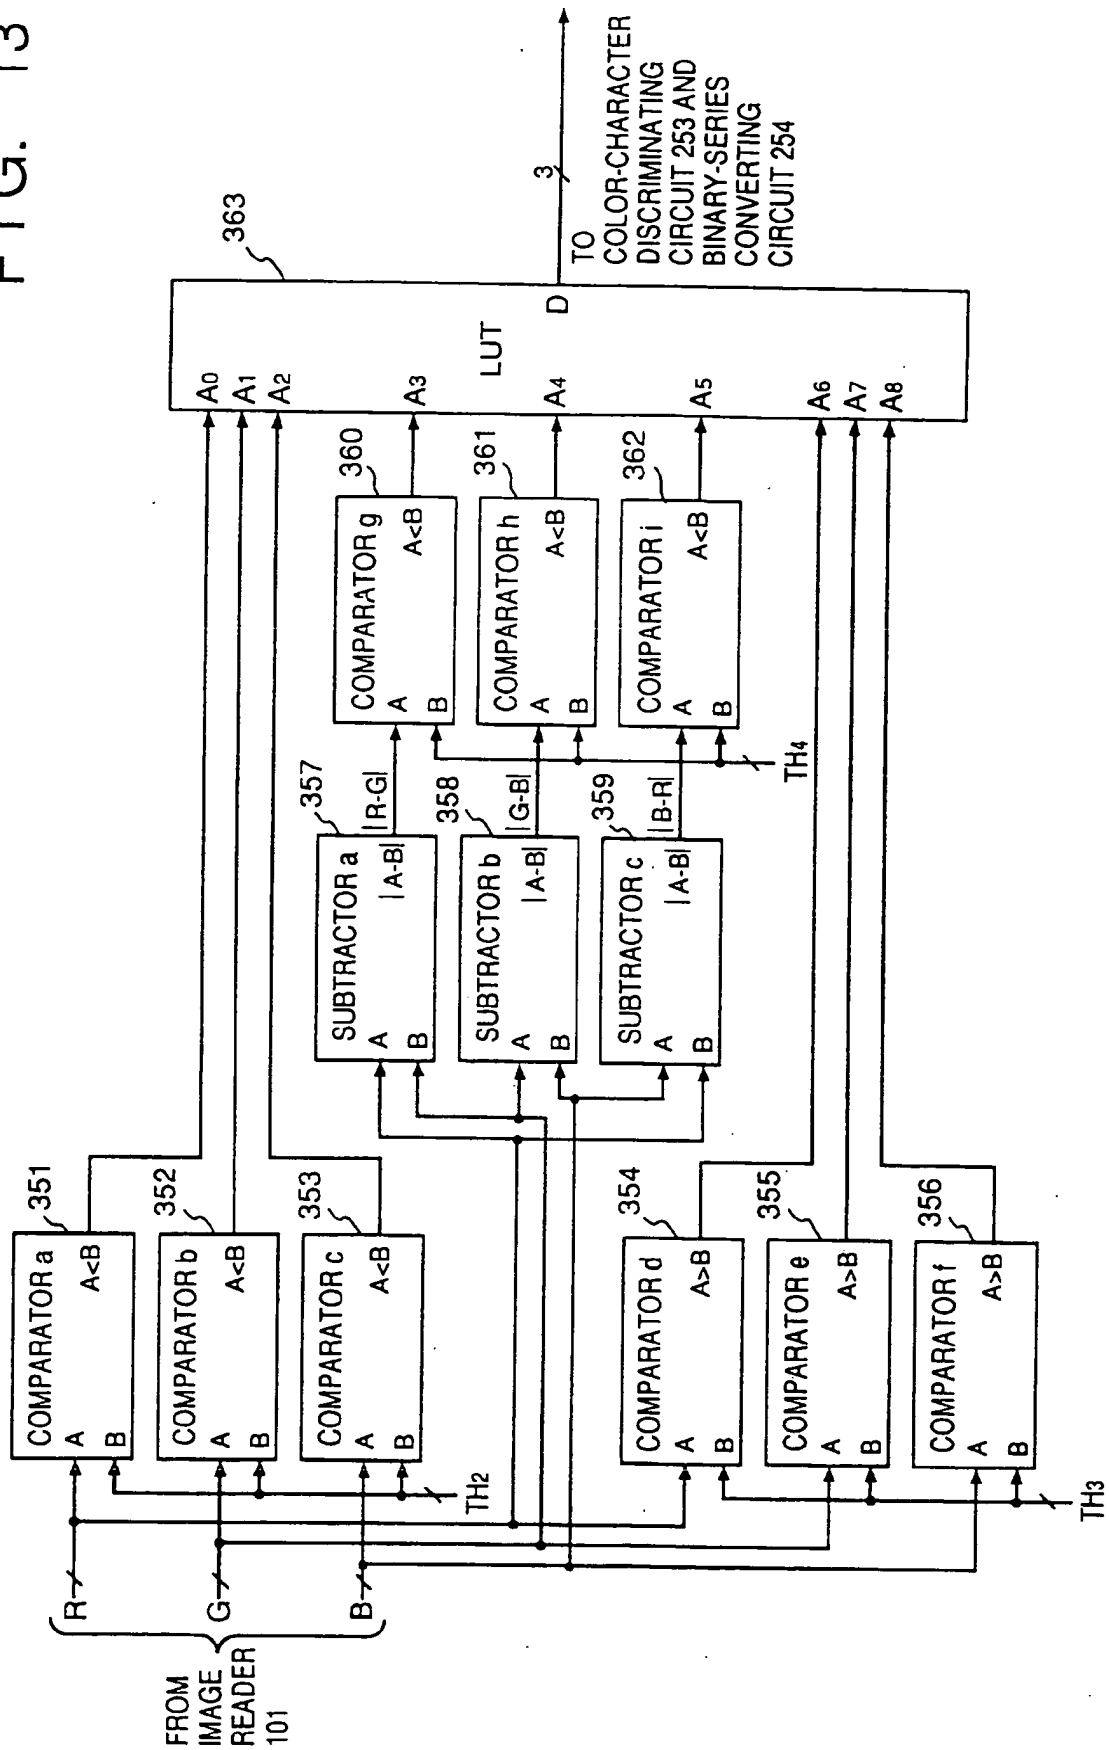 FIG. 13
FROM
IMAGE
READER
101
R
G
B
COMPARATOR a
A
B
A<B
351
COMPARATOR b
A
B
A<B
352
COMPARATOR c
A
B
A<B
353
TH2
COMPARATOR d
A
B
A>B
354
COMPARATOR e
A
B
A>B
355
COMPARATOR f
A
B
A>B
356
TH3
SUBTRACTOR a
A
B
|A-B|
357
|R-G|
SUBTRACTOR b
A
B
|A-B|
358
|G-B|
SUBTRACTOR c
A
B
|A-B|
359
|B-R|
COMPARATOR g
A
B
A<B
360
COMPARATOR h
A
B
A<B
361
COMPARATOR i
A
B
A<B
362
TH4
A0
A1
A2
A3
A4
A5
A6
A7
A8
LUT
D
363
3
TO
COLOR-CHARACTER
DISCRIMINATING
CIRCUIT 253 AND
BINARY-SERIES
CONVERTING
CIRCUIT 254